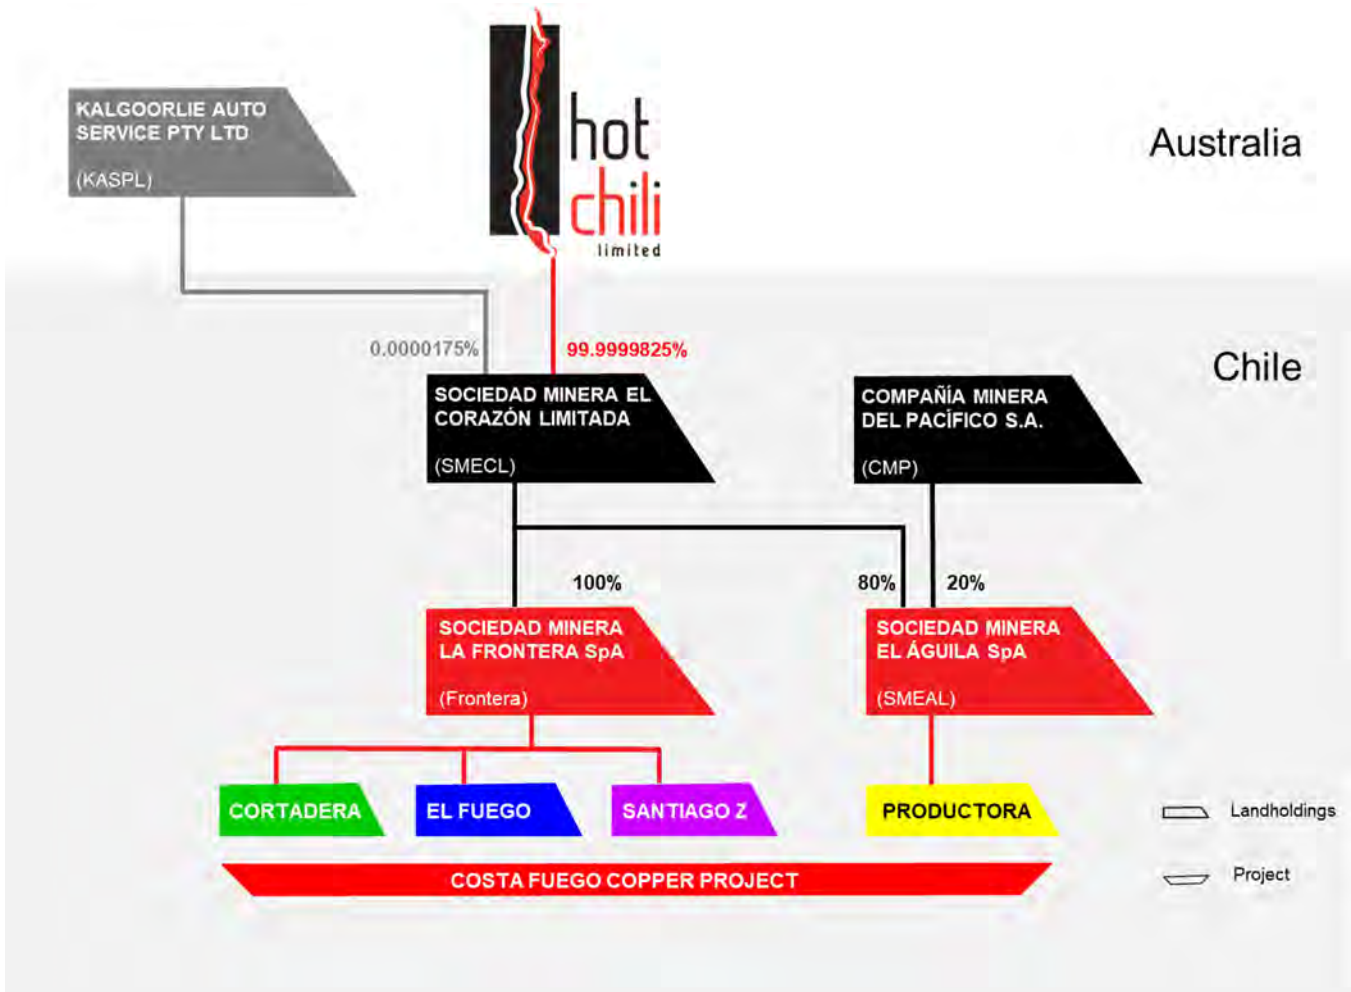 KALGOORLIE AUTO
SERVICE PTY LTD
(KASPL)
hot
chili
limited
Australia
0.0000175%
99.9999825%
Chile
SOCIEDAD MINERA EL
CORAZÓN LIMITADA
(SMECL)
COMPAÑÍA MINERA
DEL PACÍFICO S.A.
(CMP)
100%
80%
20%
SOCIEDAD MINERA
LA FRONTERA SpA
(Frontera)
SOCIEDAD MINERA
EL ÁGUILA SpA
(SMEAL)
CORTADERA
EL FUEGO
SANTIAGO Z
PRODUCTORA
Landholdings
COSTA FUEGO COPPER PROJECT
Project